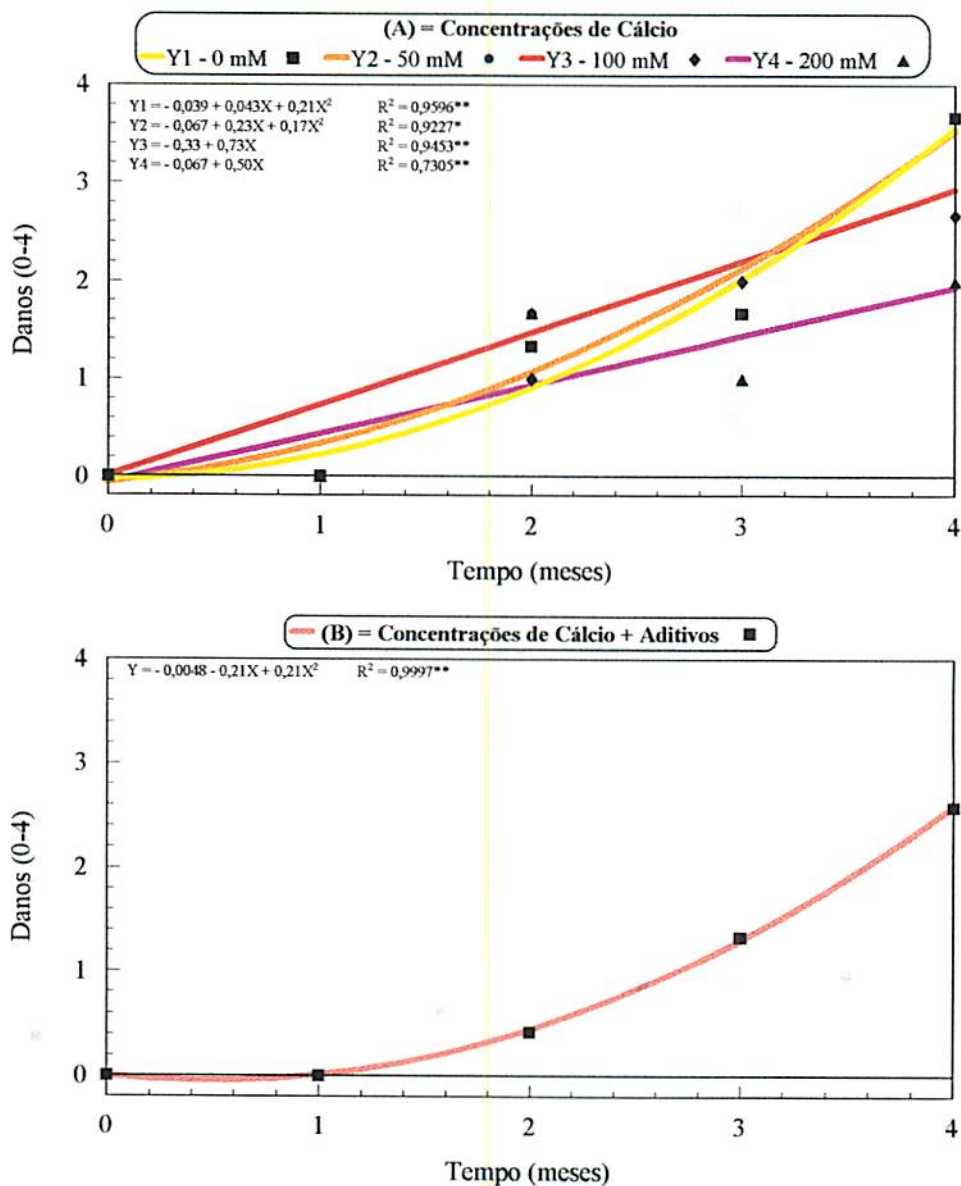 (A) = Concentrações de Cálcio
Y1 - 0 mM ■ Y2 - 50 mM ● Y3 - 100 mM ◆ Y4 - 200 mM ▲
Y1 = - 0,039 + 0,043X + 0,21X² R² = 0,9596**
Y2 = - 0,067 + 0,23X + 0,17X² R² = 0,9227*
Y3 = - 0,33 + 0,73X R² = 0,9453**
Y4 = - 0,067 + 0,50X R² = 0,7305**
4
3
2
1
0
Danos (0-4)
0 1 2 3 4
Tempo (meses)
(B) = Concentrações de Cálcio + Aditivos ■
Y = - 0,0048 - 0,21X + 0,21X² R² = 0,9997**
4
3
2
1
0
Danos (0-4)
0 1 2 3 4
Tempo (meses)